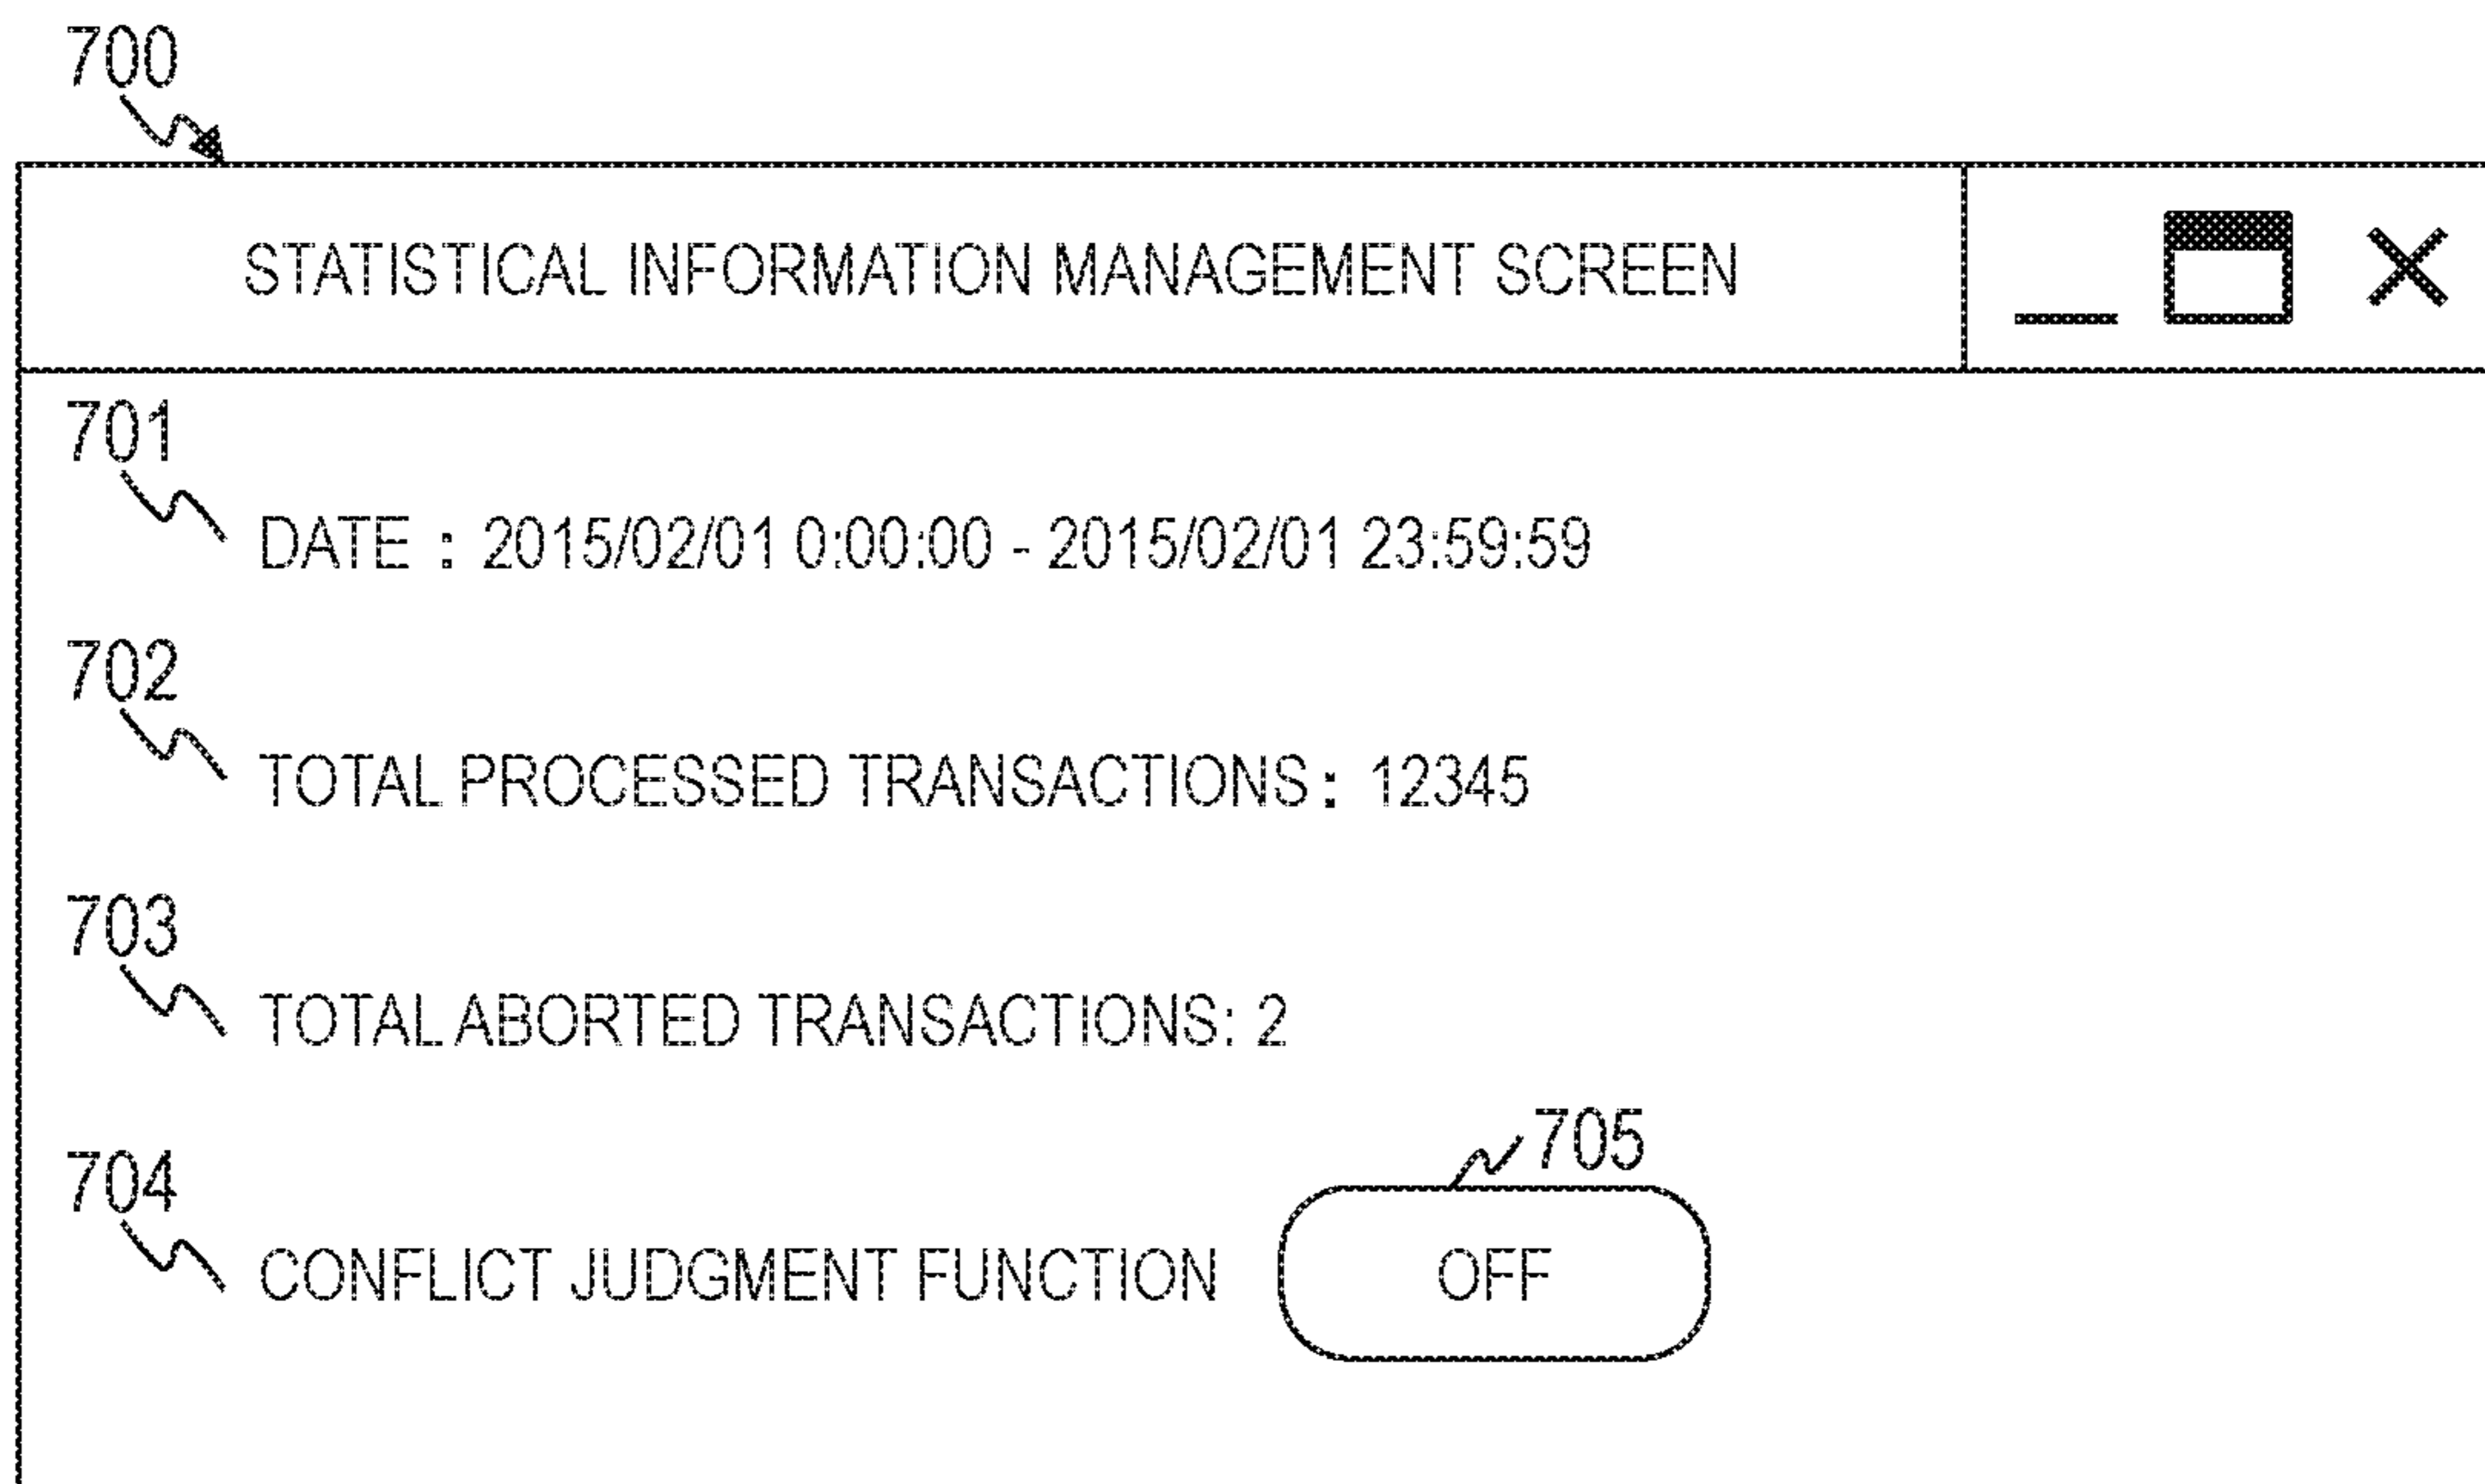 700
STATISTICAL INFORMATION MANAGEMENT SCREEN
701
DATE : 2015/02/01 0:00:00 - 2015/02/01 23:59:59
702
TOTAL PROCESSED TRANSACTIONS : 12345
703
TOTAL ABORTED TRANSACTIONS: 2
705
704
CONFLICT JUDGMENT FUNCTION OFF